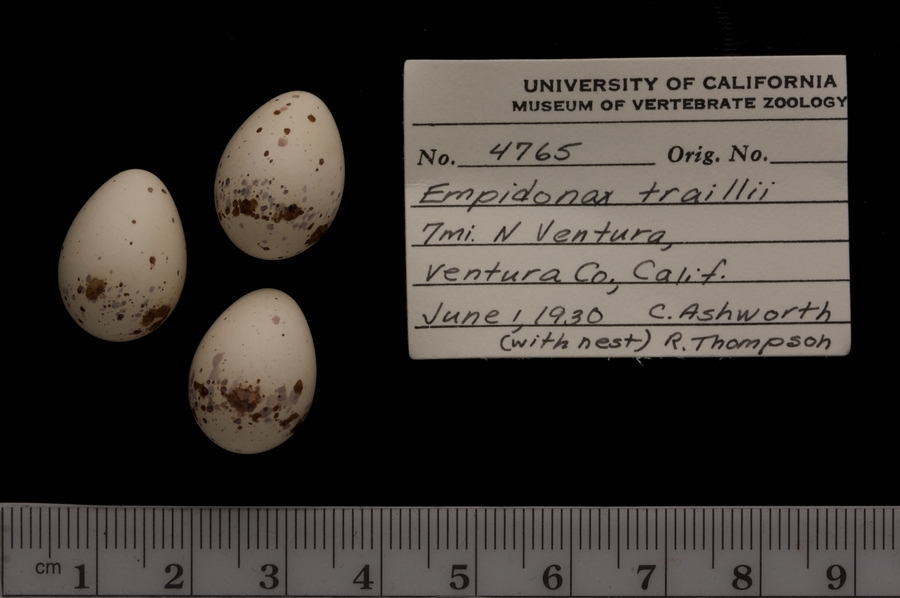 UNIVERSITY OF CALIFORNIA
MUSEUM OF VERTEBRATE ZOOLOGY
No. 4765 Orig. No.
Empidonax traillii
7mi. N Ventura,
Ventura Co., Calif.
June 1, 1930 C. Ashworth
(with nest) R. Thompson
cm 1 2 3 4 5 6 7 8 9